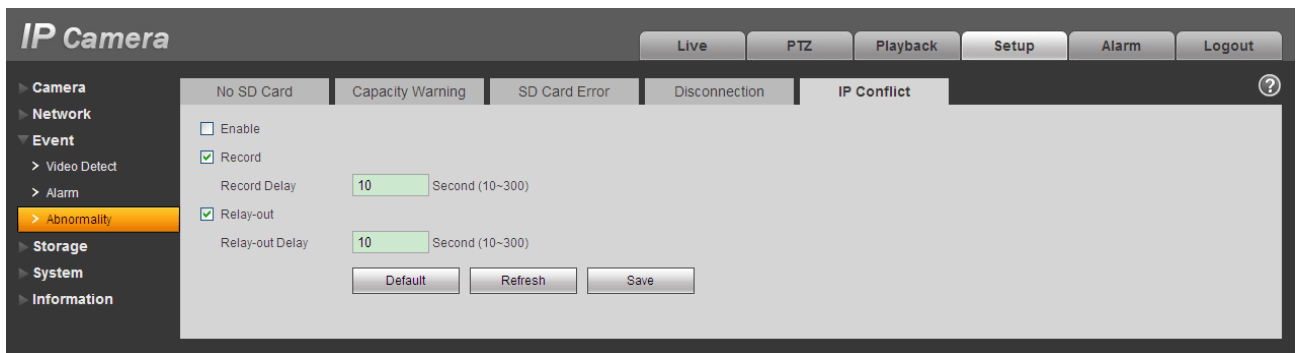 IP Camera
Live PTZ Playback Setup Alarm Logout
Camera
Network
Event
> Video Detect
> Alarm
> Abnormality
Storage
System
Information
No SD Card Capacity Warning SD Card Error Disconnection IP Conflict
?
Enable
Record
Record Delay 10 Second (10~300)
Relay-out
Relay-out Delay 10 Second (10~300)
Default Refresh Save